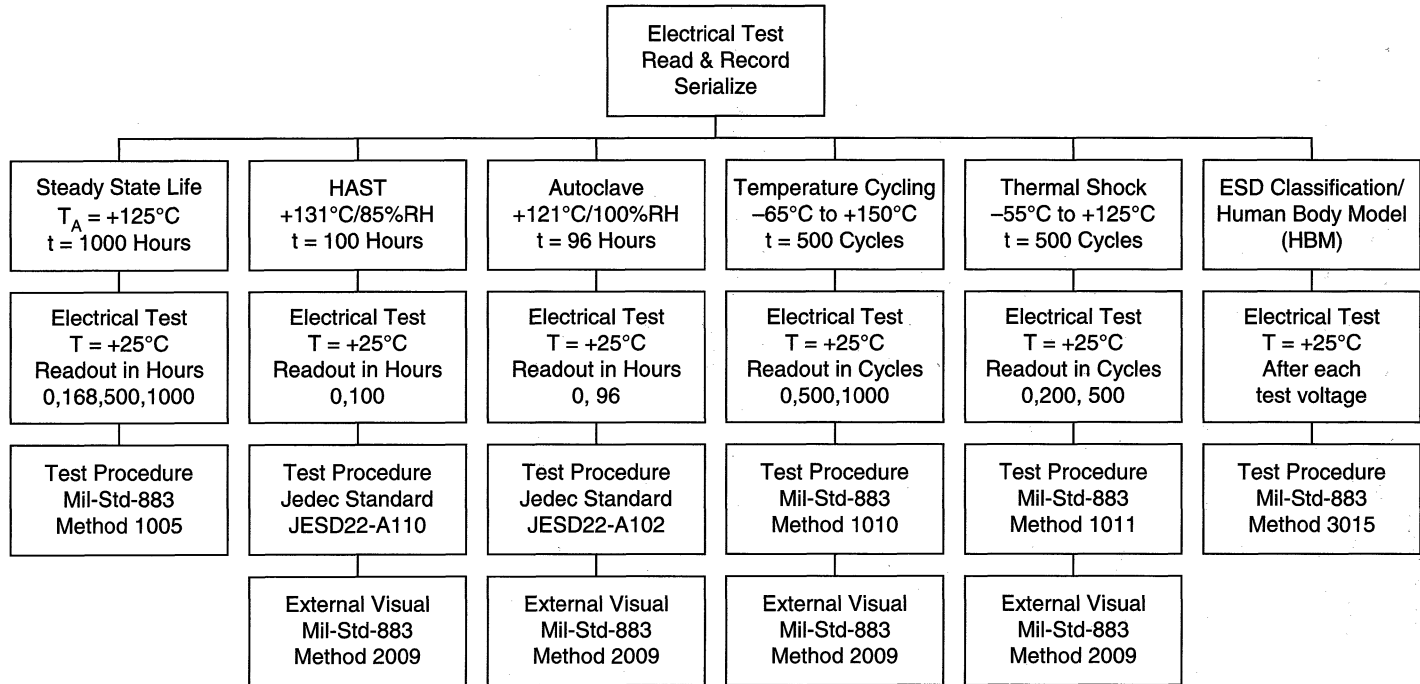 Electrical Test
Read & Record
Serialize
Steady State Life
TA = +125°C
t = 1000 Hours
HAST
+131°C/85%RH
t = 100 Hours
Autoclave
+121°C/100%RH
t = 96 Hours
Temperature Cycling
–65°C to +150°C
t = 500 Cycles
Thermal Shock
–55°C to +125°C
t = 500 Cycles
ESD Classification/
Human Body Model
(HBM)
Electrical Test
T = +25°C
Readout in Hours
0,168,500,1000
Electrical Test
T = +25°C
Readout in Hours
0,100
Electrical Test
T = +25°C
Readout in Hours
0, 96
Electrical Test
T = +25°C
Readout in Cycles
0,500,1000
Electrical Test
T = +25°C
Readout in Cycles
0,200, 500
Electrical Test
T = +25°C
After each
test voltage
Test Procedure
Mil-Std-883
Method 1005
Test Procedure
Jedec Standard
JESD22-A110
Test Procedure
Jedec Standard
JESD22-A102
Test Procedure
Mil-Std-883
Method 1010
Test Procedure
Mil-Std-883
Method 1011
Test Procedure
Mil-Std-883
Method 3015
External Visual
Mil-Std-883
Method 2009
External Visual
Mil-Std-883
Method 2009
External Visual
Mil-Std-883
Method 2009
External Visual
Mil-Std-883
Method 2009